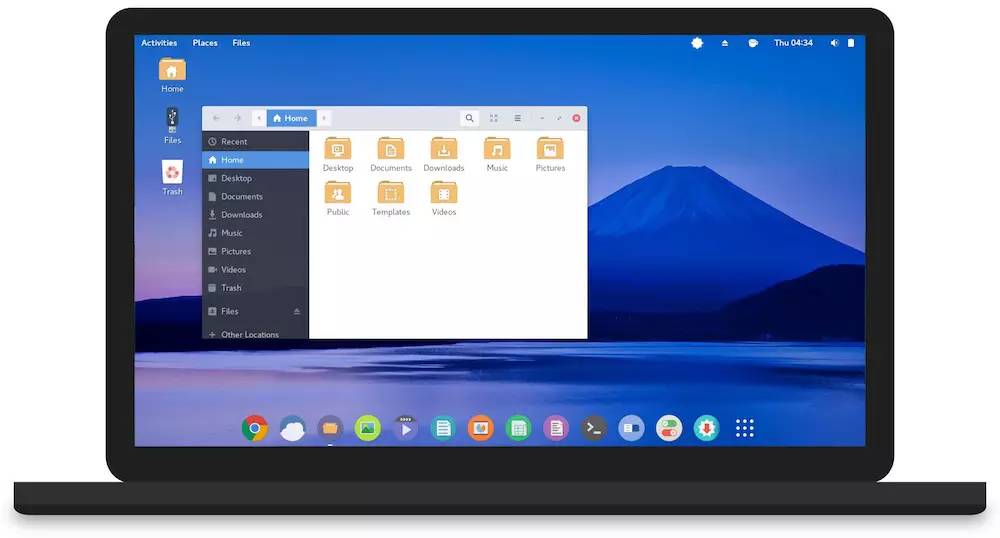 Activities Places Files Thu 04:34
Home
Files
Trash
Home
Recent
Home
Desktop
Documents
Downloads
Music
Pictures
Videos
Trash
Files
Other Locations
Desktop Documents Downloads Music Pictures
Public Templates Videos